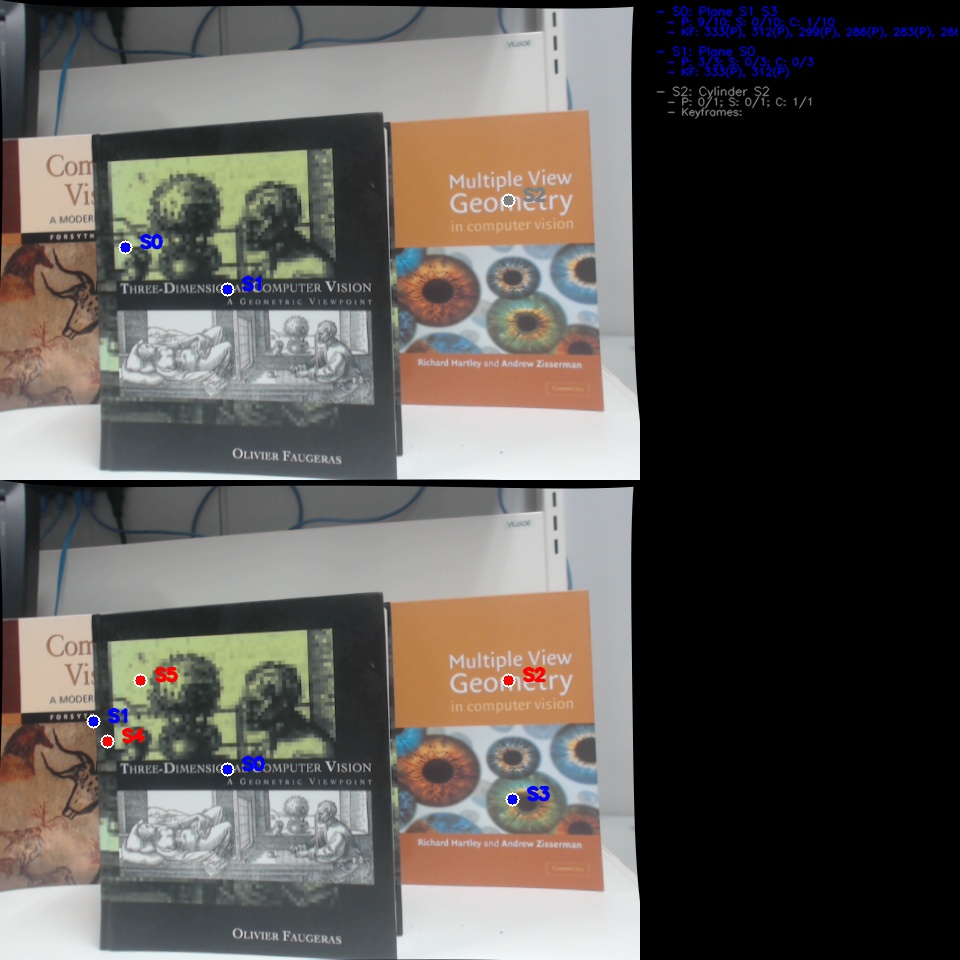 - S0: Plane S1 S3
- P: 9/10; S: 0/10; C: 1/10
- KF: 333(P), 312(P), 299(P), 286(P), 283(P), 26
- S1: Plane S0
- P: 3/3; S: 0/3; C: 0/3
- KF: 333(P), 312(P)
- S2: Cylinder S2
- P: 0/1; S: 0/1; C: 1/1
- Keyframes:
Com
Vis
A MODER
FORSYTH
S0
S1
THREE-DIMENSIONAL COMPUTER VISION
A GEOMETRIC VIEWPOINT
OLIVIER FAUGERAS
Multiple View
Geometry
in computer vision
S2
Richard Hartley and Andrew Zisserman
Com
Vis
A MODER
FORSYT
S5
S1
S4
S0
THREE-DIMENSIONAL COMPUTER VISION
A GEOMETRIC VIEWPOINT
OLIVIER FAUGERAS
Multiple View
Geometry
in computer vision
S2
S3
Richard Hartley and Andrew Zisserman